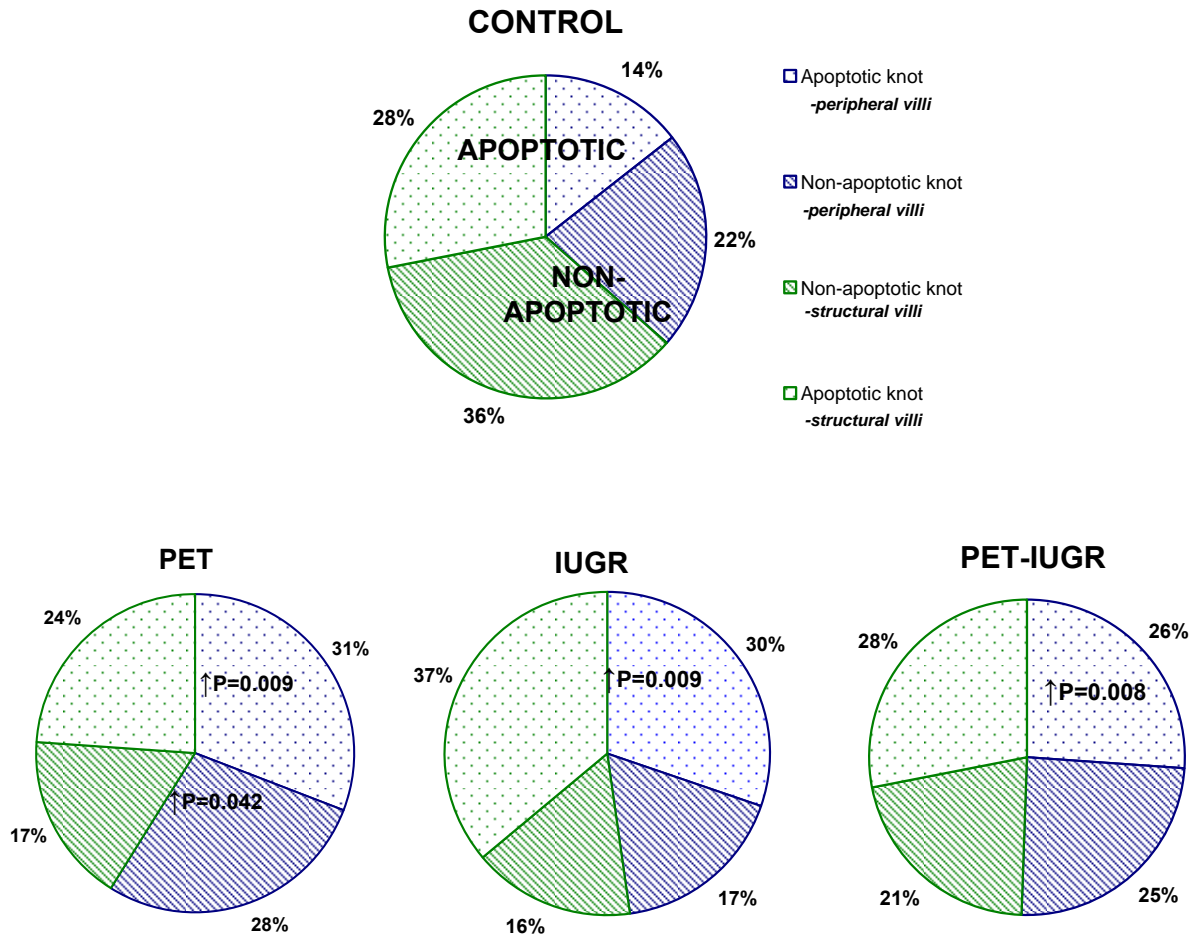 CONTROL
14%
28%
APOPTOTIC
22%
NON-
APOPTOTIC
36%
Apoptotic knot
-peripheral villi
Non-apoptotic knot
-peripheral villi
Non-apoptotic knot
-structural villi
Apoptotic knot
-structural villi
PET
24%
31%
↑P=0.009
↑P=0.042
17%
28%
IUGR
37%
30%
↑P=0.009
16%
17%
PET-IUGR
28%
26%
↑P=0.008
21%
25%